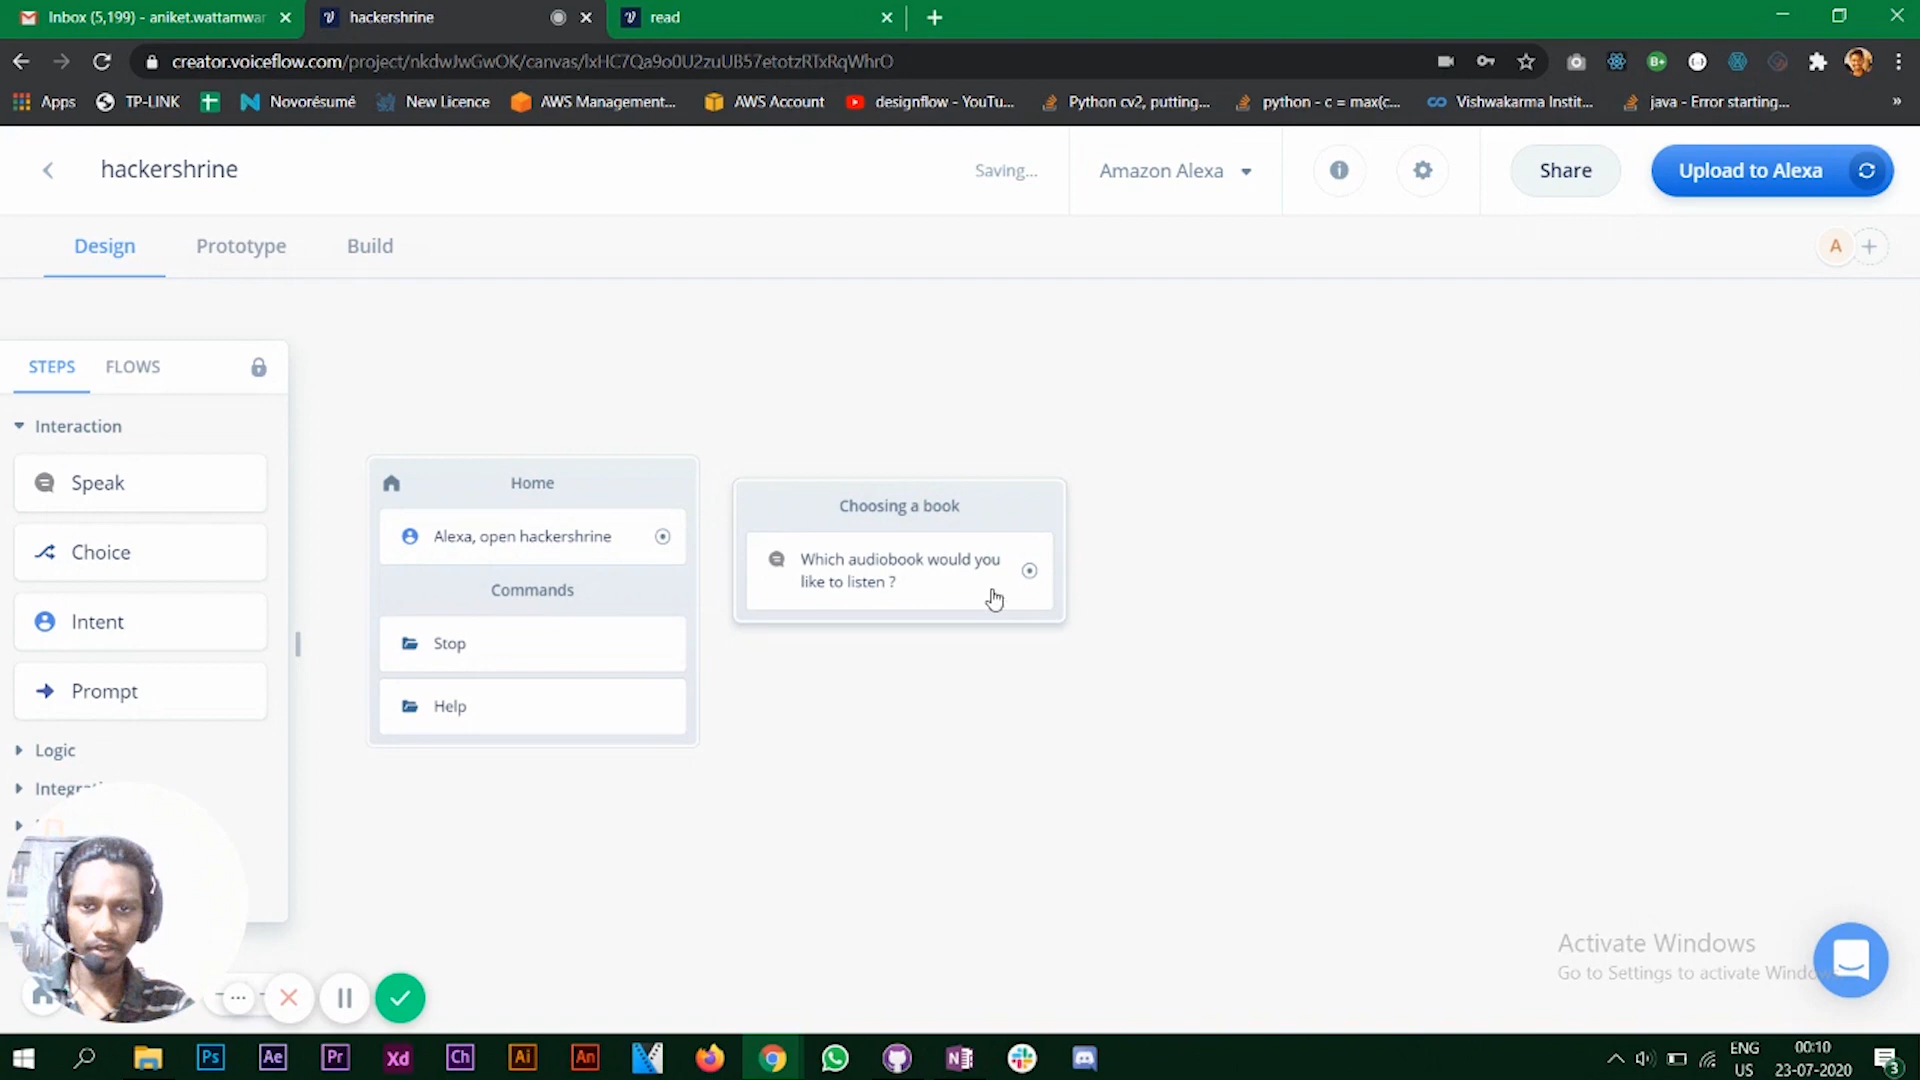 Inbox (5,199) - aniket.wattamwar
hackershrine
read
creator.voiceflow.com/project/nkdwJwGwOK/canvas/lxHC7Qa9o0U2zuUB57etotzRTxRqWhrO
Apps
TP-LINK
Novorésumé
New Licence
AWS Management...
AWS Account
designflow - YouTu...
Python cv2, putting...
python - c = max(c...
Vishwakarma Instit...
java - Error starting...
»
hackershrine
Saving...
Amazon Alexa
Share
Upload to Alexa
Design
Prototype
Build
A
STEPS
FLOWS
Interaction
Speak
Choice
Intent
Prompt
Logic
Home
Alexa, open hackershrine
Commands
Stop
Help
Choosing a book
Which audiobook would you
like to listen ?
Activate Windows
Go to Settings to activate Windows
Ps
Ae
Pr
Xd
Ch
Ai
An
ENG
US
00:10
23-07-2020
3